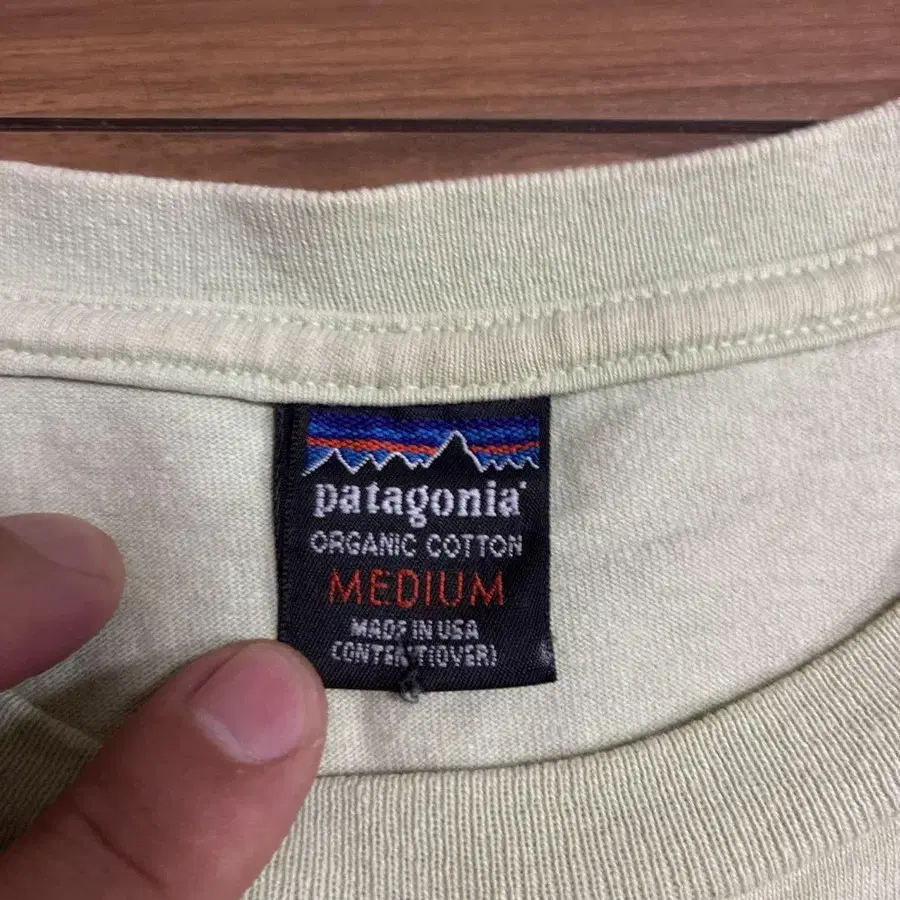 patagonia®
ORGANIC COTTON
MEDIUM
MADE IN USA
CONTENT(OVER)